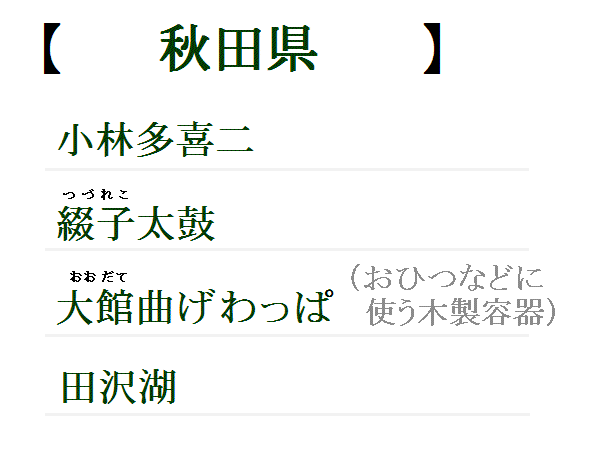 【 秋田県 】
小林多喜二
つづれこ
綴子太鼓
おおだて
大館曲げわっぱ（おひつなどに
使う木製容器）
田沢湖